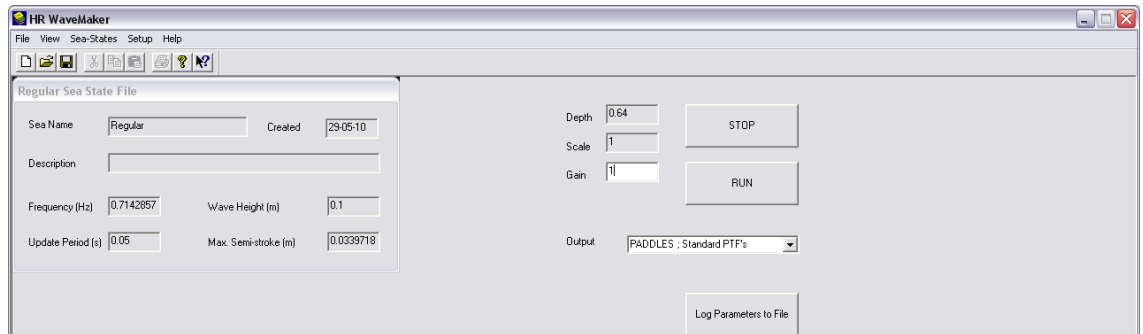 HR WaveMaker
File View Sea-States Setup Help
Regular Sea State File
Sea Name Regular Created 29-05-10
Description
Frequency (Hz) 0.7142857 Wave Height (m) 0.1
Update Period (s) 0.05 Max. Semi-stroke (m) 0.0339718
Depth 0.64
Scale 1
Gain 1
STOP
RUN
Output PADDLES ; Standard PTF's
Log Parameters to File